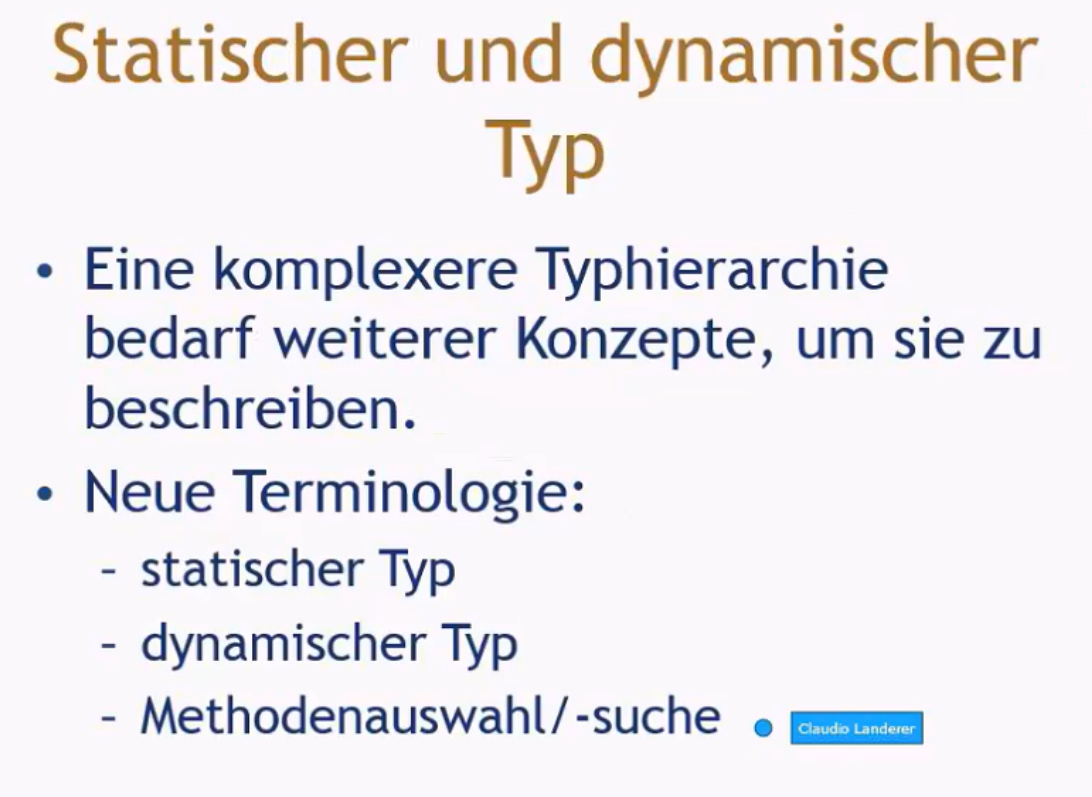 Statischer und dynamischer
Typ
• Eine komplexere Typhierarchie
bedarf weiterer Konzepte, um sie zu
beschreiben.
• Neue Terminologie:
– statischer Typ
– dynamischer Typ
– Methodenauswahl/-suche
Claudio Landerer